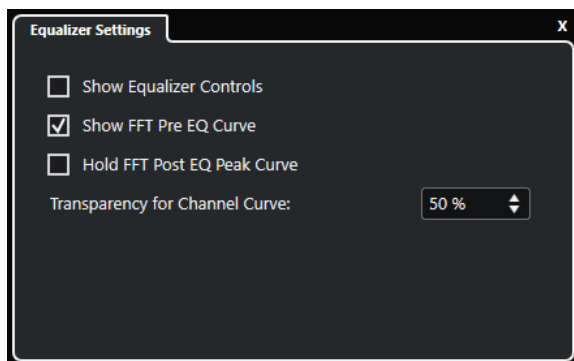 Equalizer Settings X
Show Equalizer Controls
Show FFT Pre EQ Curve
Hold FFT Post EQ Peak Curve
Transparency for Channel Curve: 50 %